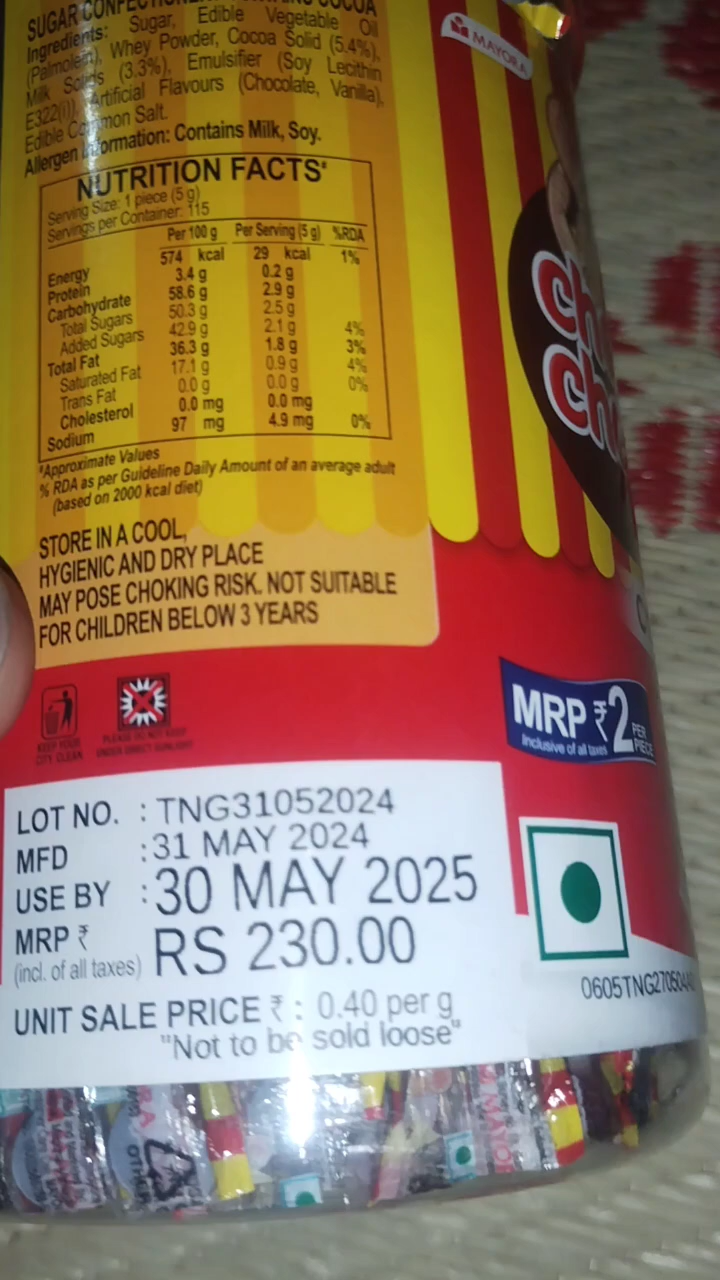 SUGAR CONFECTIONERY CONTAINING COCOA
Ingredients: Sugar, Edible Vegetable Oil
(Palmolein), Whey Powder, Cocoa Solid (5.4%),
Milk Solids (3.3%), Emulsifier (Soy Lecithin
E322(i)), Artificial Flavours (Chocolate, Vanilla),
Edible Common Salt.
Allergen Information: Contains Milk, Soy.
NUTRITION FACTS*
Serving Size: 1 piece (5 g)
Servings per Container: 115
Per 100 g Per Serving (5 g) %RDA
Energy 574 kcal 29 kcal 1%
Protein 3.4 g 0.2 g
Carbohydrate 58.6 g 2.9 g
Total Sugars 50.3 g 2.5 g
Added Sugars 42.9 g 2.1 g 4%
Total Fat 36.3 g 1.8 g 3%
Saturated Fat 17.1 g 0.9 g 4%
Trans Fat 0.0 g 0.0 g 0%
Cholesterol 0.0 mg 0.0 mg
Sodium 97 mg 4.9 mg 0%
*Approximate Values
% RDA as per Guideline Daily Amount of an average adult
(based on 2000 kcal diet)
STORE IN A COOL,
HYGIENIC AND DRY PLACE
MAY POSE CHOKING RISK. NOT SUITABLE
FOR CHILDREN BELOW 3 YEARS
KEEP YOUR
CITY CLEAN
PLEASE DO NOT KEEP
UNDER DIRECT SUNLIGHT
MAYORA
MRP ₹2 PER PIECE
Inclusive of all taxes
LOT NO. : TNG31052024
MFD : 31 MAY 2024
USE BY : 30 MAY 2025
MRP ₹ RS 230.00
(incl. of all taxes)
UNIT SALE PRICE ₹ : 0.40 per g
"Not to be sold loose"